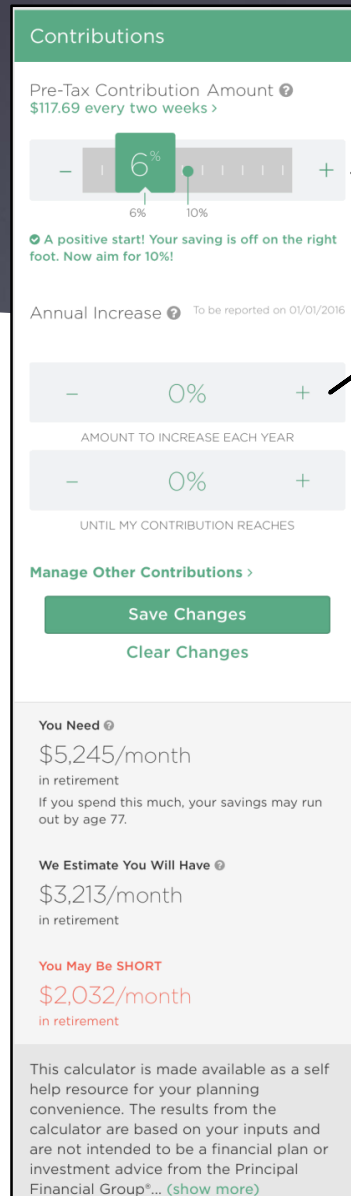 Contributions
Pre-Tax Contribution Amount ?
$117.69 every two weeks >
− 6% +
6% 10%
A positive start! Your saving is off on the right
foot. Now aim for 10%!
Annual Increase ? To be reported on 01/01/2016
− 0% +
AMOUNT TO INCREASE EACH YEAR
− 0% +
UNTIL MY CONTRIBUTION REACHES
Manage Other Contributions >
Save Changes
Clear Changes
You Need ?
$5,245/month
in retirement
If you spend this much, your savings may run
out by age 77.
We Estimate You Will Have ?
$3,213/month
in retirement
You May Be SHORT
$2,032/month
in retirement
This calculator is made available as a self
help resource for your planning
convenience. The results from the
calculator are based on your inputs and
are not intended to be a financial plan or
investment advice from the Principal
Financial Group®... (show more)